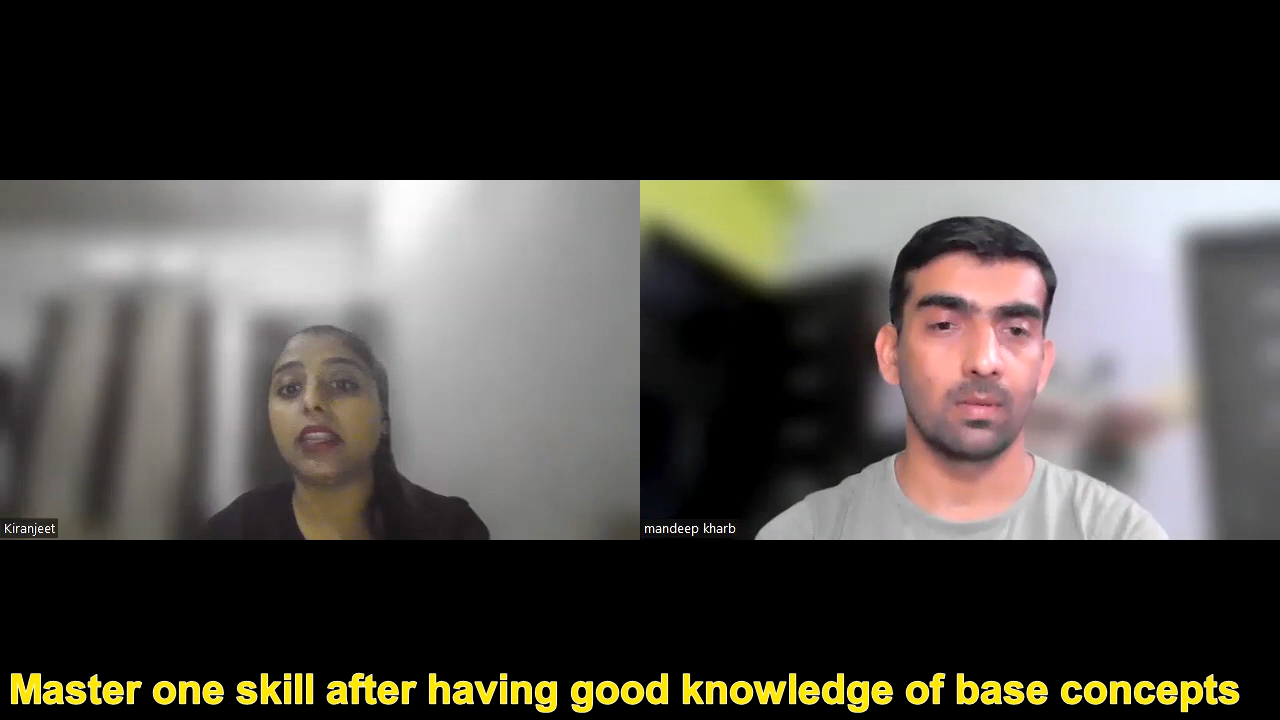 Kiranjeet
mandeep kharb
Master one skill after having good knowledge of base concepts